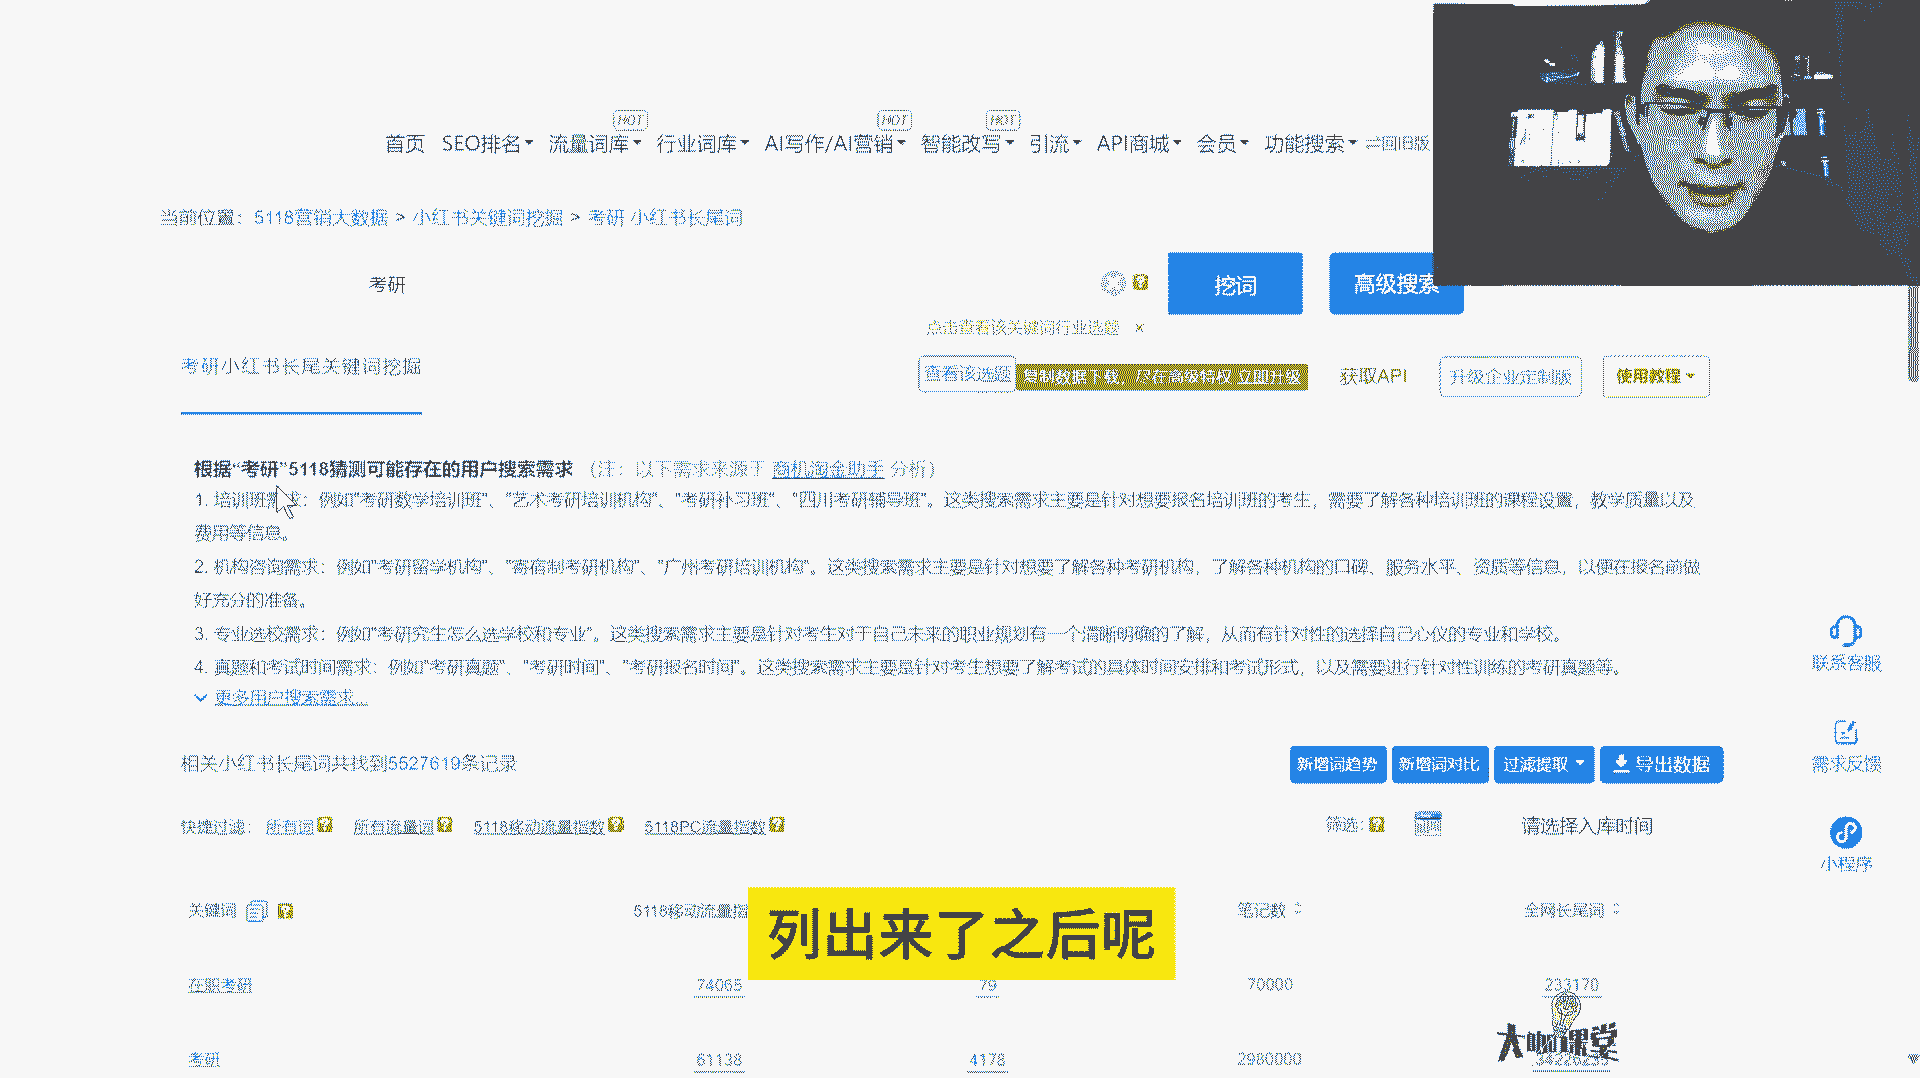 HOT HOT HOT
首页 SEO排名 流量词库 行业词库 AI写作/AI营销 智能改写 引流 API商城 会员 功能搜索 回旧版
当前位置: 5118营销大数据 > 小红书关键词挖掘 > 考研 小红书长尾词
考研 挖词 高级搜索
点击查看该关键词行业选题 ×
考研小红书长尾关键词挖掘
查看该选题 立即升级 获取API 升级企业定制版 使用教程
根据“考研”5118猜测可能存在的用户搜索需求 (注: 以下需求来源于 商机淘金助手 分析)
1. 培训班需求: 例如"考研数学培训班"、"艺术考研培训机构"、"考研补习班"、"四川考研辅导班"。这类搜索需求主要是针对想要报名培训班的考生，需要了解各种培训班的课程设置，教学质量以及
费用等信息。
2. 机构咨询需求: 例如"考研留学机构"、"寄宿制考研机构"、"广州考研培训机构"。这类搜索需求主要是针对想要了解各种考研机构，了解各种机构的口碑、服务水平、资质等信息，以便在报名前做
好充分的准备。
3. 专业选校需求: 例如"考研究生怎么选学校和专业"。这类搜索需求主要是针对考生对于自己未来的职业规划有一个清晰明确的了解，从而有针对性的选择自己心仪的专业和学校。
4. 真题和考试时间需求: 例如"考研真题"、"考研时间"、"考研报名时间"。这类搜索需求主要是针对考生想要了解考试的具体时间安排和考试形式，以及需要进行针对性训练的考研真题等。
更多用户搜索需求...
联系客服
需求反馈
小程序
相关小红书长尾词共找到5527619条记录 新增词趋势 新增词对比 过滤提取 导出数据
快捷过滤: 所有词 所有流量词 5118移动流量指数 5118PC流量指数 筛选: 请选择入库时间
关键词 5118移动流量指 笔记数 全网长尾词
列出来了之后呢
在职考研 74065 79 70000 233170
大咖课堂
考研 61138 4178 2980000